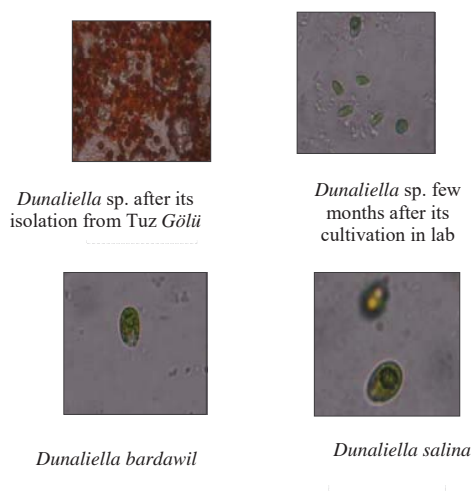 Dunaliella sp. after its
isolation from Tuz Gölü
Dunaliella sp. few
months after its
cultivation in lab
Dunaliella bardawil
Dunaliella salina